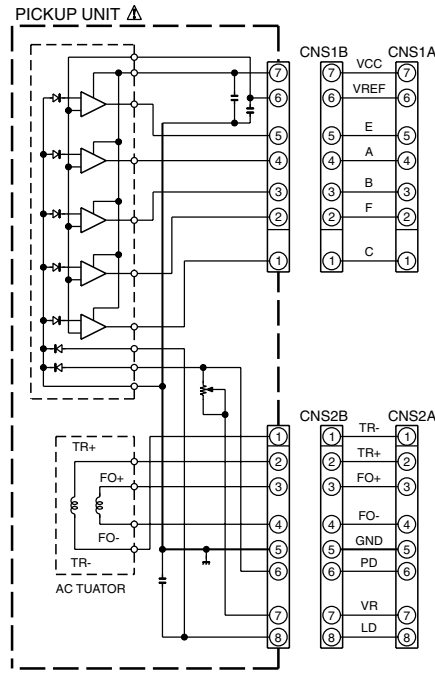 PICKUP UNIT ⚠
CNS1B CNS1A
7 7 VCC 7
6 6 VREF 6
5 5 E 5
4 4 A 4
3 3 B 3
2 2 F 2
1 1 C 1
CNS2B CNS2A
1 1 TR- 1
TR+
2 2 TR+ 2
FO+
3 3 FO+ 3
4 4 FO- 4
FO-
5 5 GND 5
TR-
6 6 PD 6
AC TUATOR
7 7 VR 7
8 8 LD 8